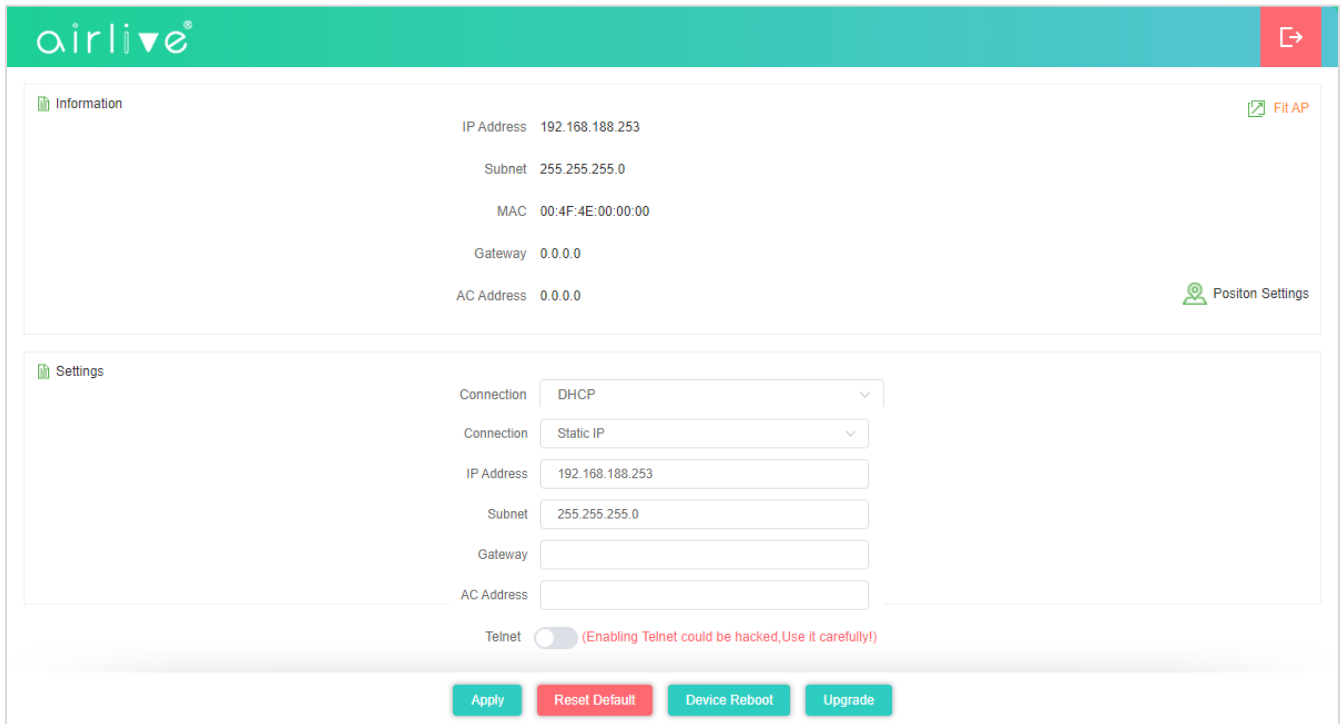 airlive®
Information
Fit AP
IP Address 192.168.188.253
Subnet 255.255.255.0
MAC 00:4F:4E:00:00:00
Gateway 0.0.0.0
AC Address 0.0.0.0
Positon Settings
Settings
Connection DHCP
Connection Static IP
IP Address 192.168.188.253
Subnet 255.255.255.0
Gateway
AC Address
Telnet (Enabling Telnet could be hacked,Use it carefully!)
Apply Reset Default Device Reboot Upgrade